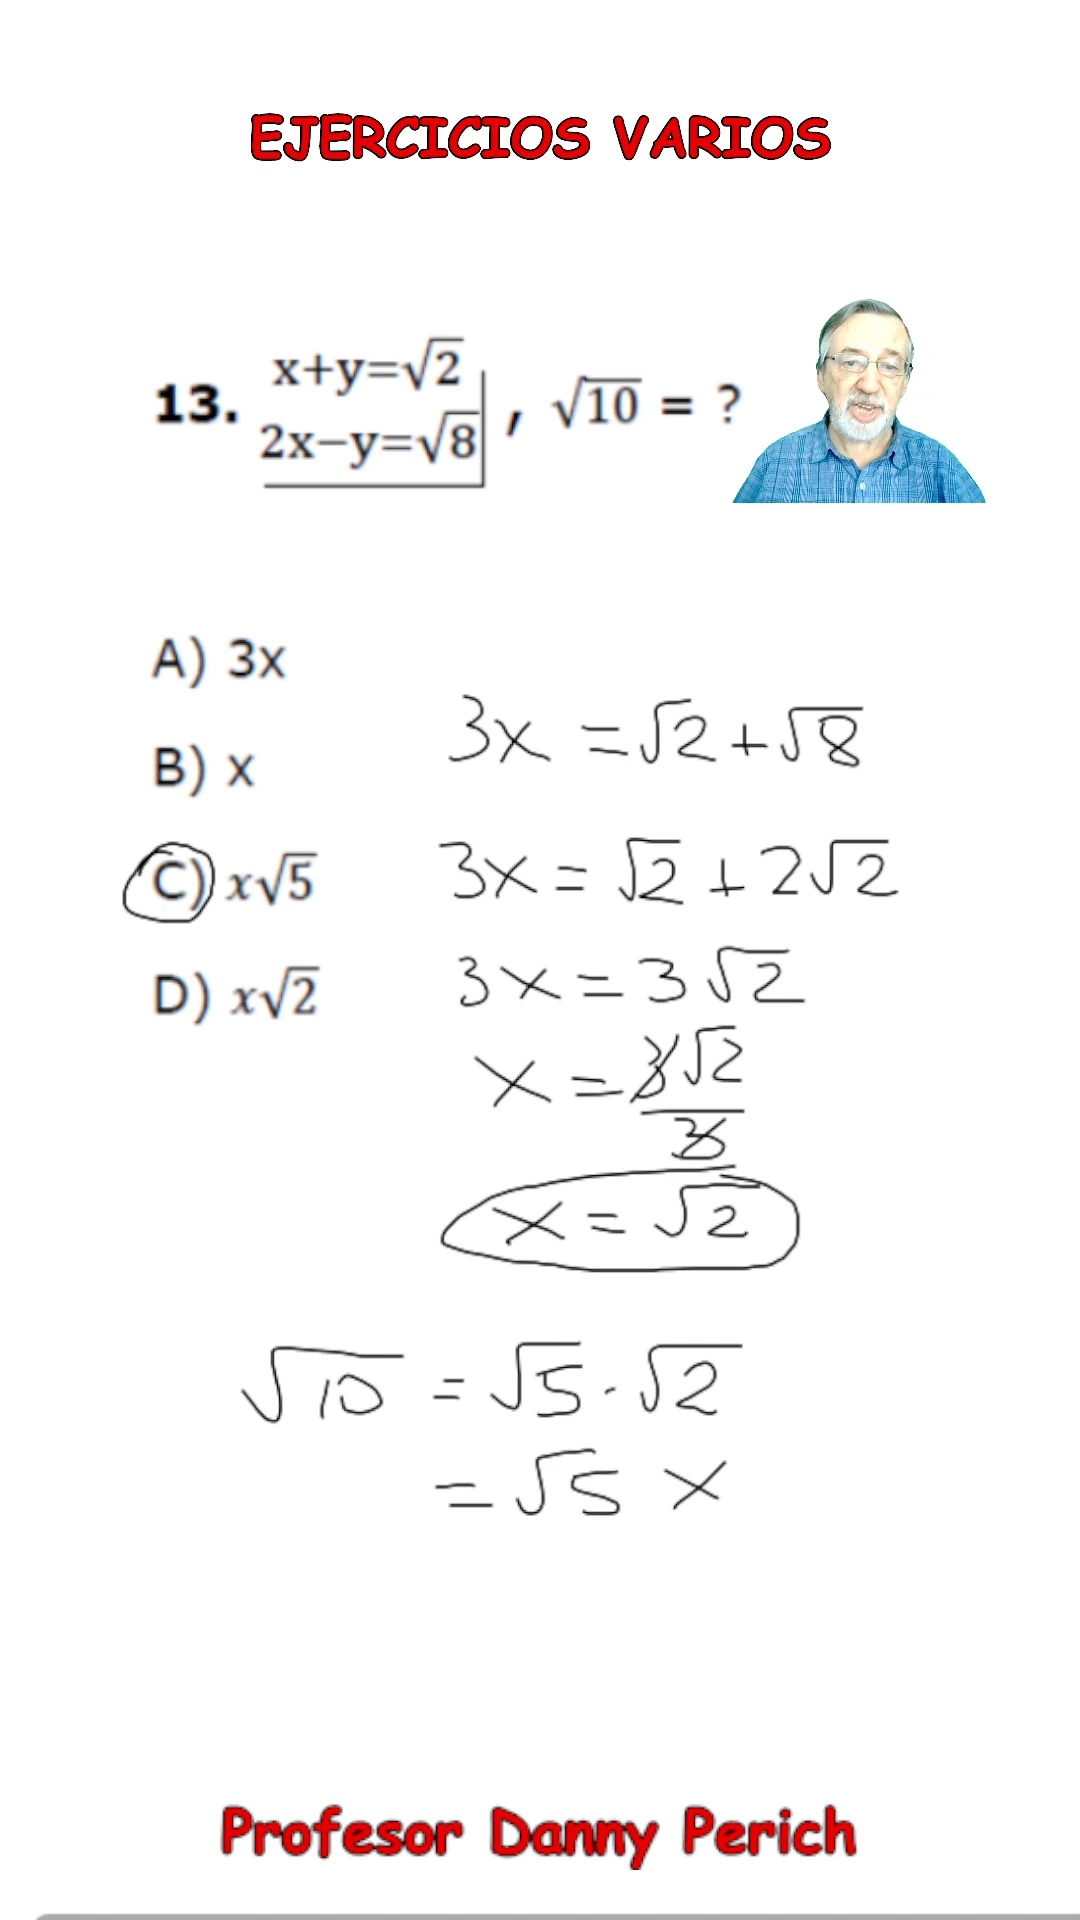 EJERCICIOS VARIOS
x+y=√2
13. , √10 = ?
2x−y=√8
A) 3x
3x = √2 + √8
B) x
C) x√5
3x = √2 + 2√2
D) x√2
3x = 3√2
x = 3√2/3
x = √2
√10 = √5 · √2
= √5 x
Profesor Danny Perich